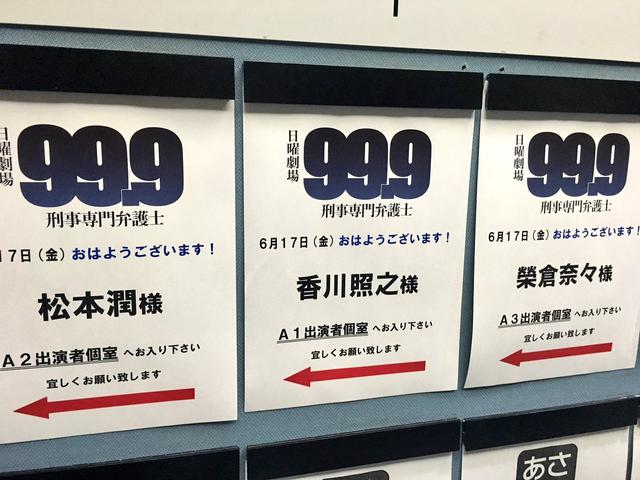 日曜劇場
99.9
刑事専門弁護士
月17日(金)おはようございます!
松本潤様
A2出演者個室 へお入り下さい
宜しくお願い致します
日曜劇場
99.9
刑事専門弁護士
6月17日(金)おはようございます!
香川照之様
A1出演者個室 へお入り下さい
宜しくお願い致します
日曜劇場
99.9
刑事専門弁護士
6月17日(金)おはようございます!
榮倉奈々様
A3出演者個室 へお入り下さい
宜しくお願い致します
あさ